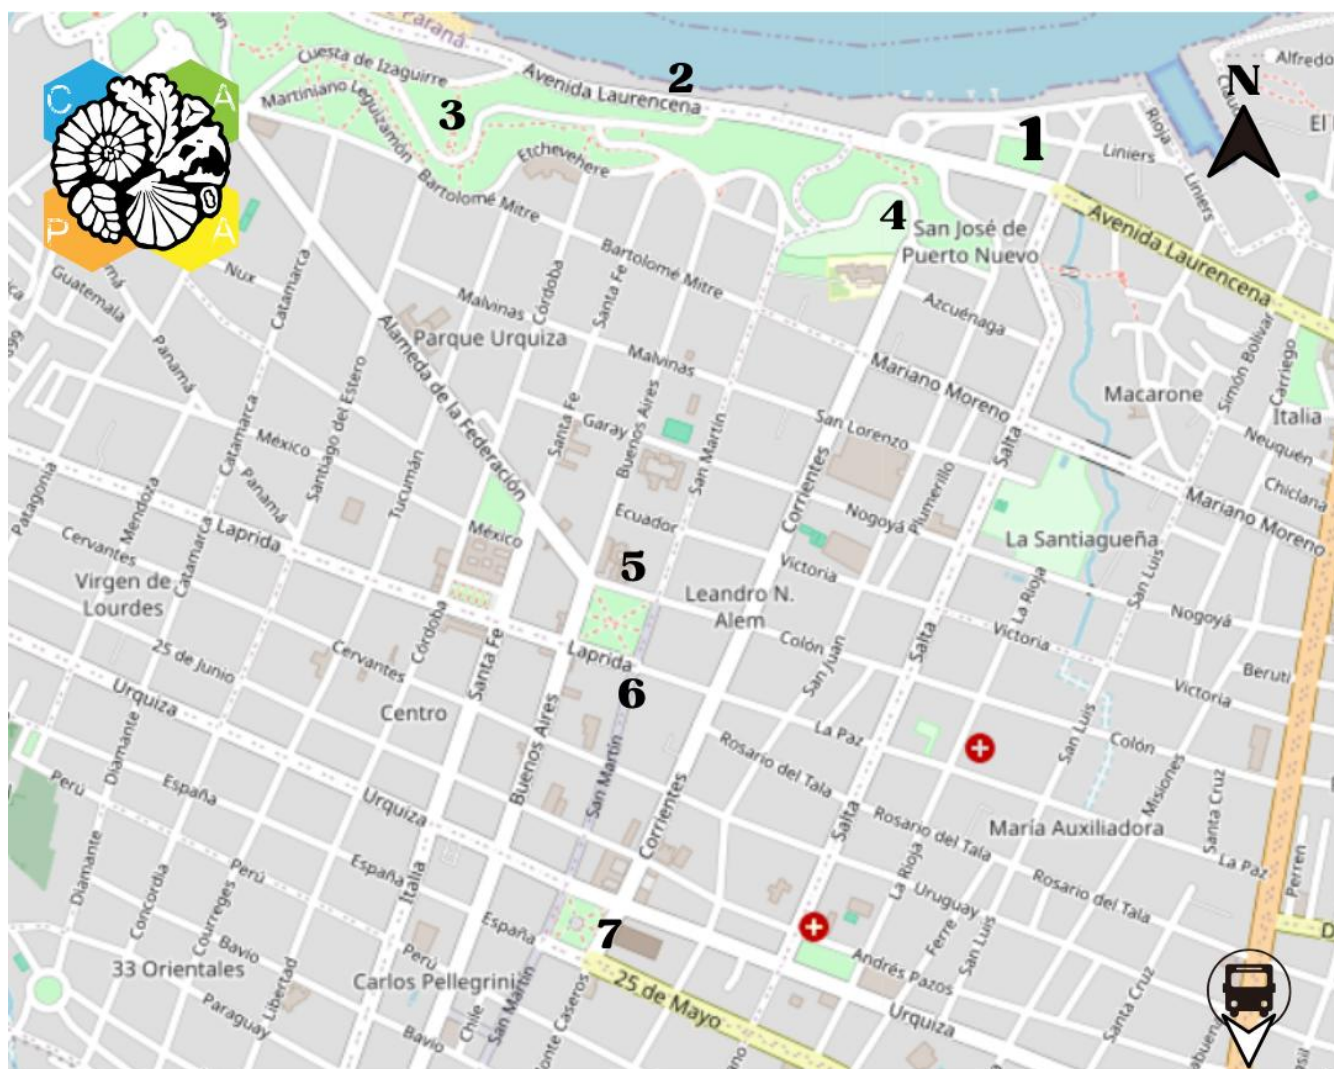 Paraná
Cuesta de Izaguirre
Avenida Laurencena
2
N
Alfredo
C
A
Martiniano Leguizamón
3
1
Rioja
El
Liniers
Etchevehere
Liniers
Bartolomé Mitre
4
San José de
Puerto Nuevo
Avenida Laurencena
P
A
Bartolomé Mitre
Nux
Guatemala
Catamarca
Córdoba
Santa Fe
Azcuénaga
Malvinas
Parque Urquiza
Alameda de la Federación
Panamá
Malvinas
Mariano Moreno
Simón Bolívar
Carriego
Macarone
Italia
Santiago del Estero
Catamarca
Santa Fe
Garay
Buenos Aires
San Martín
San Lorenzo
Salta
Neuquén
México
Panamá
Tucumán
Corrientes
Plumerillo
Chiclana
Patagonia
Mendoza
Laprida
México
Ecuador
Nogoyá
Mariano Moreno
Cervantes
Catamarca
Victoria
La Santiagueña
5
Virgen de
Lourdes
Leandro N.
Alem
La Rioja
San Luis
Nogoyá
Córdoba
Santa Fe
Colón
San Juan
Salta
Victoria
25 de Junio
Cervantes
Laprida
6
Beruti
Victoria
Urquiza
Centro
Diamante
Buenos Aires
San Martín
Rosario del Tala
La Paz
San Luis
Colón
Misiones
Perú
España
Urquiza
Corrientes
Salta
Rosario del Tala
María Auxiliadora
Santa Cruz
La Paz
Perren
Diamante
Concordia
Perú
España
Italia
La Rioja
Rosario del Tala
Courreges
España
Uruguay
Ferre
San Luis
7
D
Bavio
33 Orientales
Perú
Carlos Pellegrini
Andrés Pazos
Libertad
Paraguay
San Martín
25 de Mayo
Urquiza
Santa Cruz
Bavio
Chile
onte Caseros